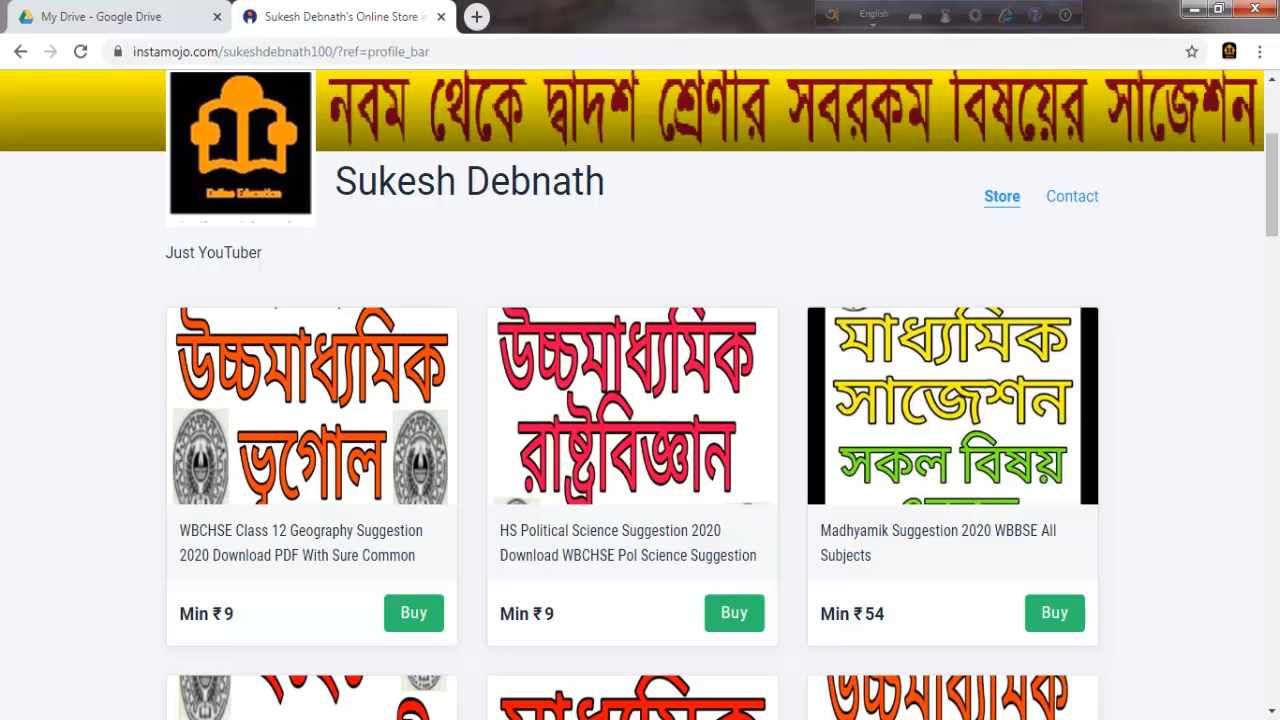 My Drive - Google Drive
Sukesh Debnath's Online Store i
English
instamojo.com/sukeshdebnath100/?ref=profile_bar
নবম থেকে দ্বাদশ শ্রেণীর সবরকম বিষয়ের সাজেশন
Online Education
Sukesh Debnath
Store
Contact
Just YouTuber
উচ্চমাধ্যমিক
ভূগোল
WBCHSE Class 12 Geography Suggestion
2020 Download PDF With Sure Common
Min ₹ 9
Buy
উচ্চমাধ্যমিক
রাষ্ট্রবিজ্ঞান
HS Political Science Suggestion 2020
Download WBCHSE Pol Science Suggestion
Min ₹ 9
Buy
মাধ্যমিক
সাজেশন
সকল বিষয়
Madhyamik Suggestion 2020 WBBSE All
Subjects
Min ₹ 54
Buy
উচ্চমাধ্যমিক